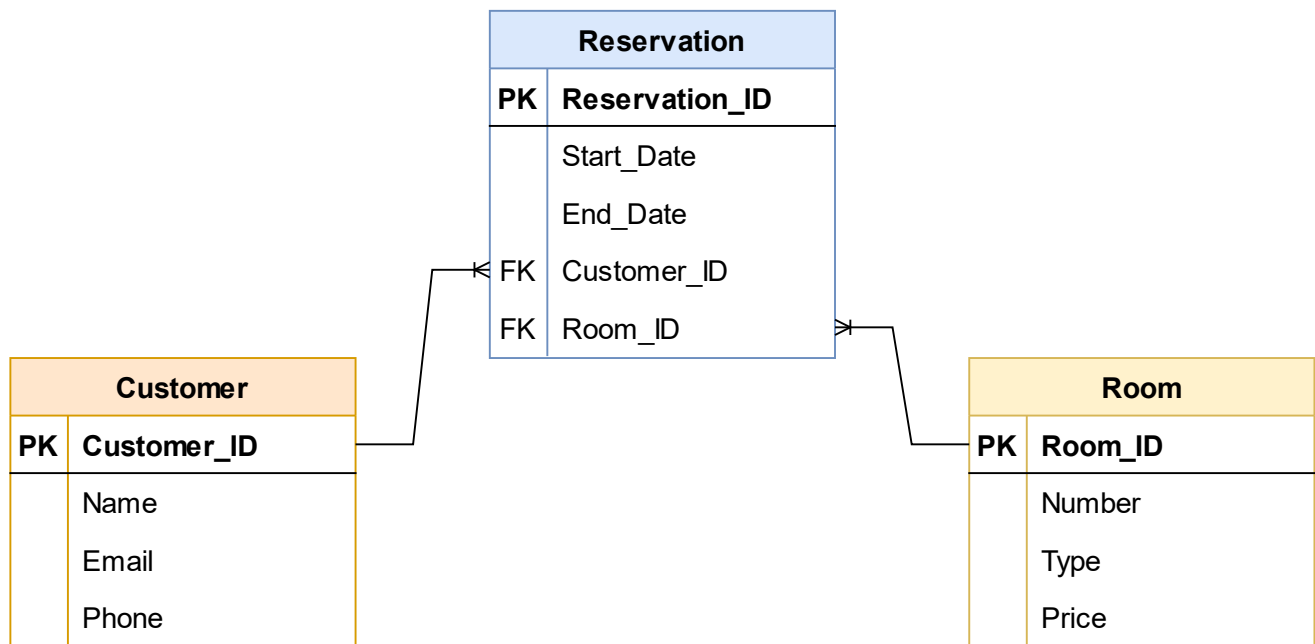 Reservation
PK Reservation_ID
Start_Date
End_Date
FK Customer_ID
FK Room_ID
Customer
PK Customer_ID
Name
Email
Phone
Room
PK Room_ID
Number
Type
Price